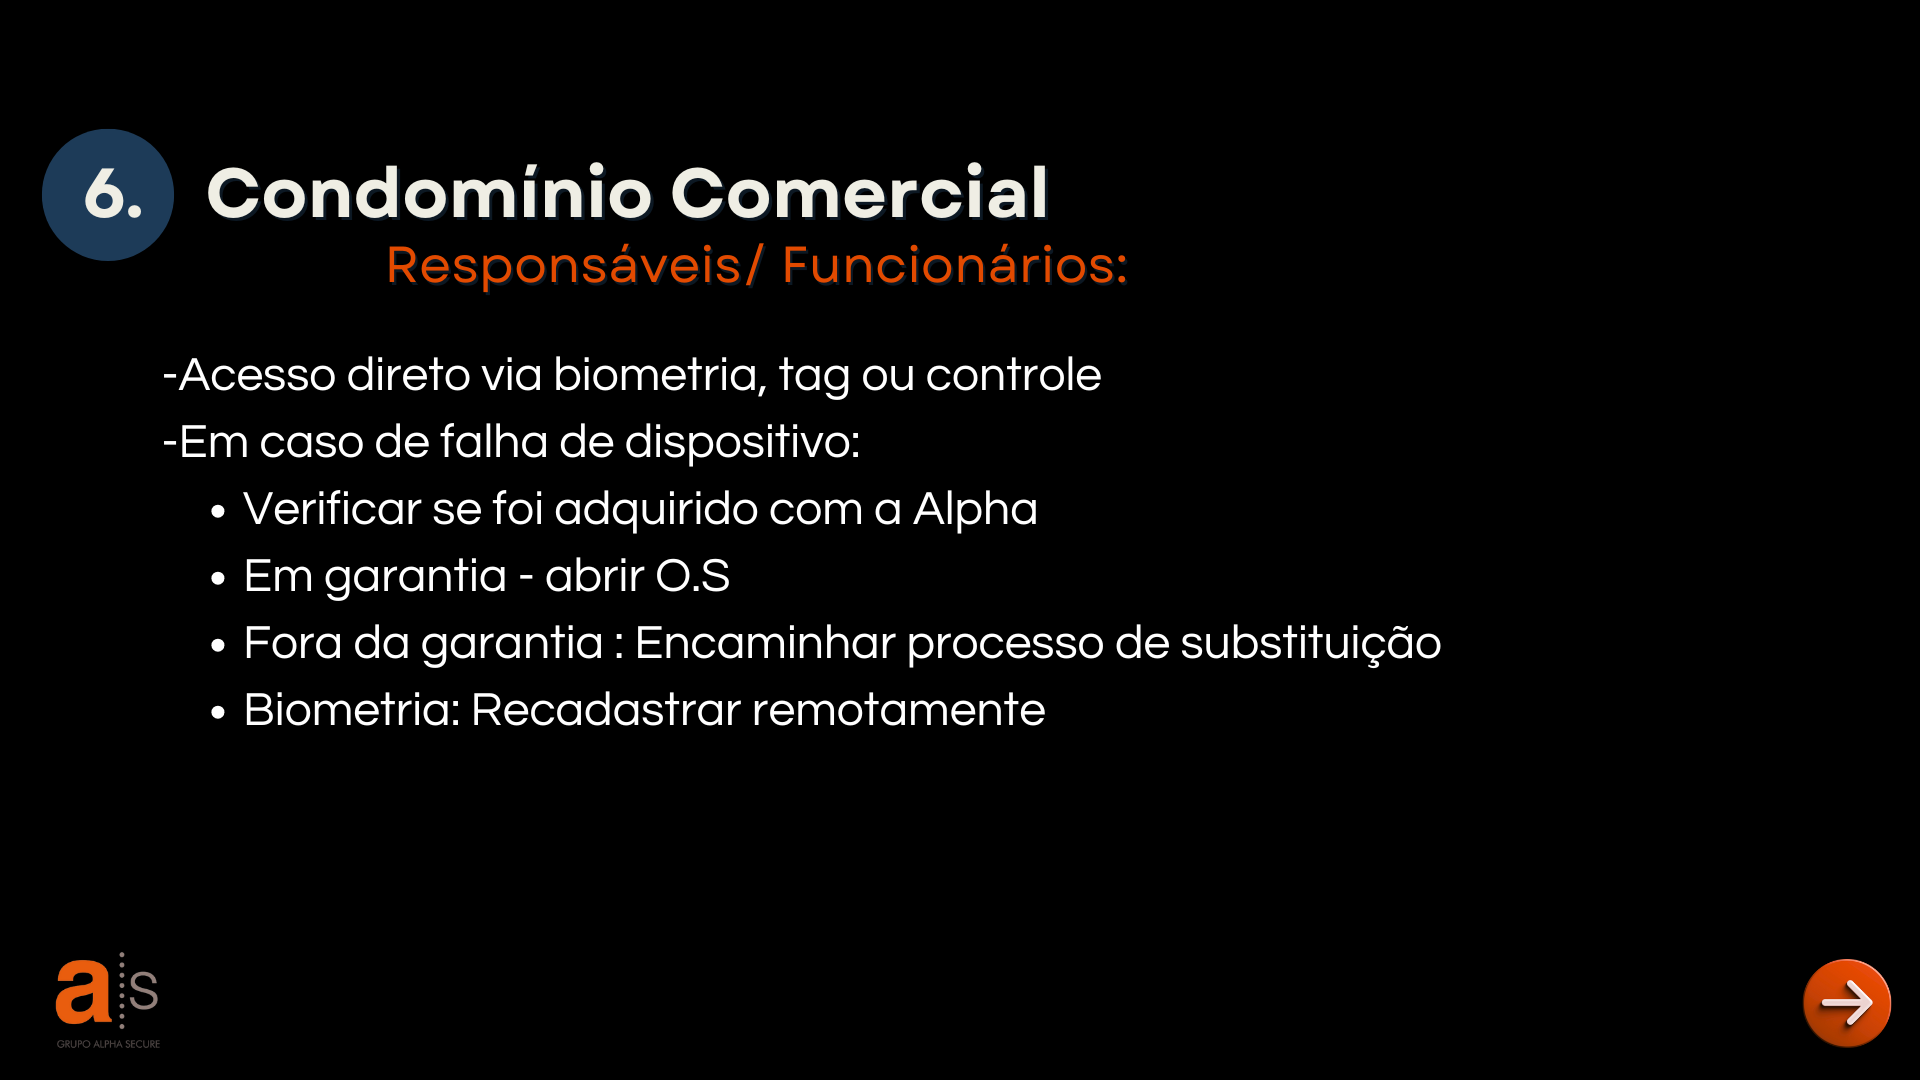 6. Condomínio Comercial
Responsáveis/ Funcionários:
-Acesso direto via biometria, tag ou controle
-Em caso de falha de dispositivo:
• Verificar se foi adquirido com a Alpha
• Em garantia - abrir O.S
• Fora da garantia : Encaminhar processo de substituição
• Biometria: Recadastrar remotamente
a s
GRUPO ALPHA SECURE